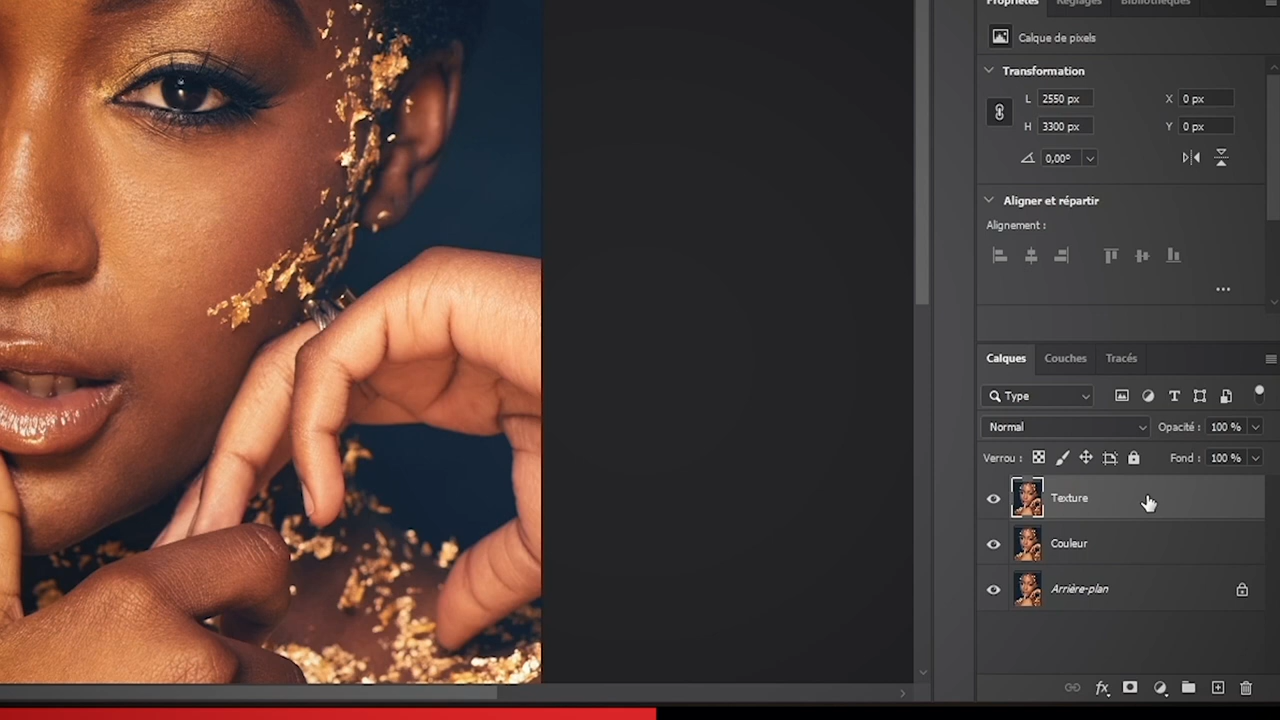 Propriétés Réglages Bibliothèques
Calque de pixels
Transformation
L 2550 px X 0 px
H 3300 px Y 0 px
0,00°
Aligner et répartir
Alignement :
Calques Couches Tracés
Type
Normal Opacité : 100 %
Verrou : Fond : 100 %
Texture
Couleur
Arrière-plan
fx